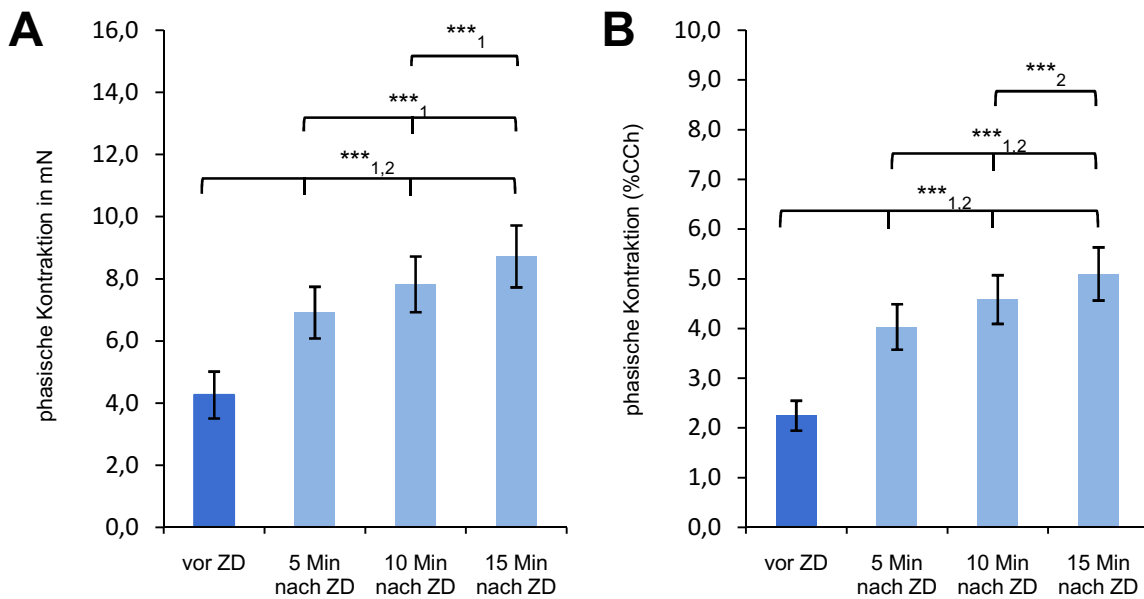 A
phasische Kontraktion in mN
16,0
14,0
12,0
10,0
8,0
6,0
4,0
2,0
0,0
***1
***1
***1,2
vor ZD
5 Min
nach ZD
10 Min
nach ZD
15 Min
nach ZD
B
phasische Kontraktion (%CCh)
10,0
9,0
8,0
7,0
6,0
5,0
4,0
3,0
2,0
1,0
0,0
***2
***1,2
***1,2
vor ZD
5 Min
nach ZD
10 Min
nach ZD
15 Min
nach ZD